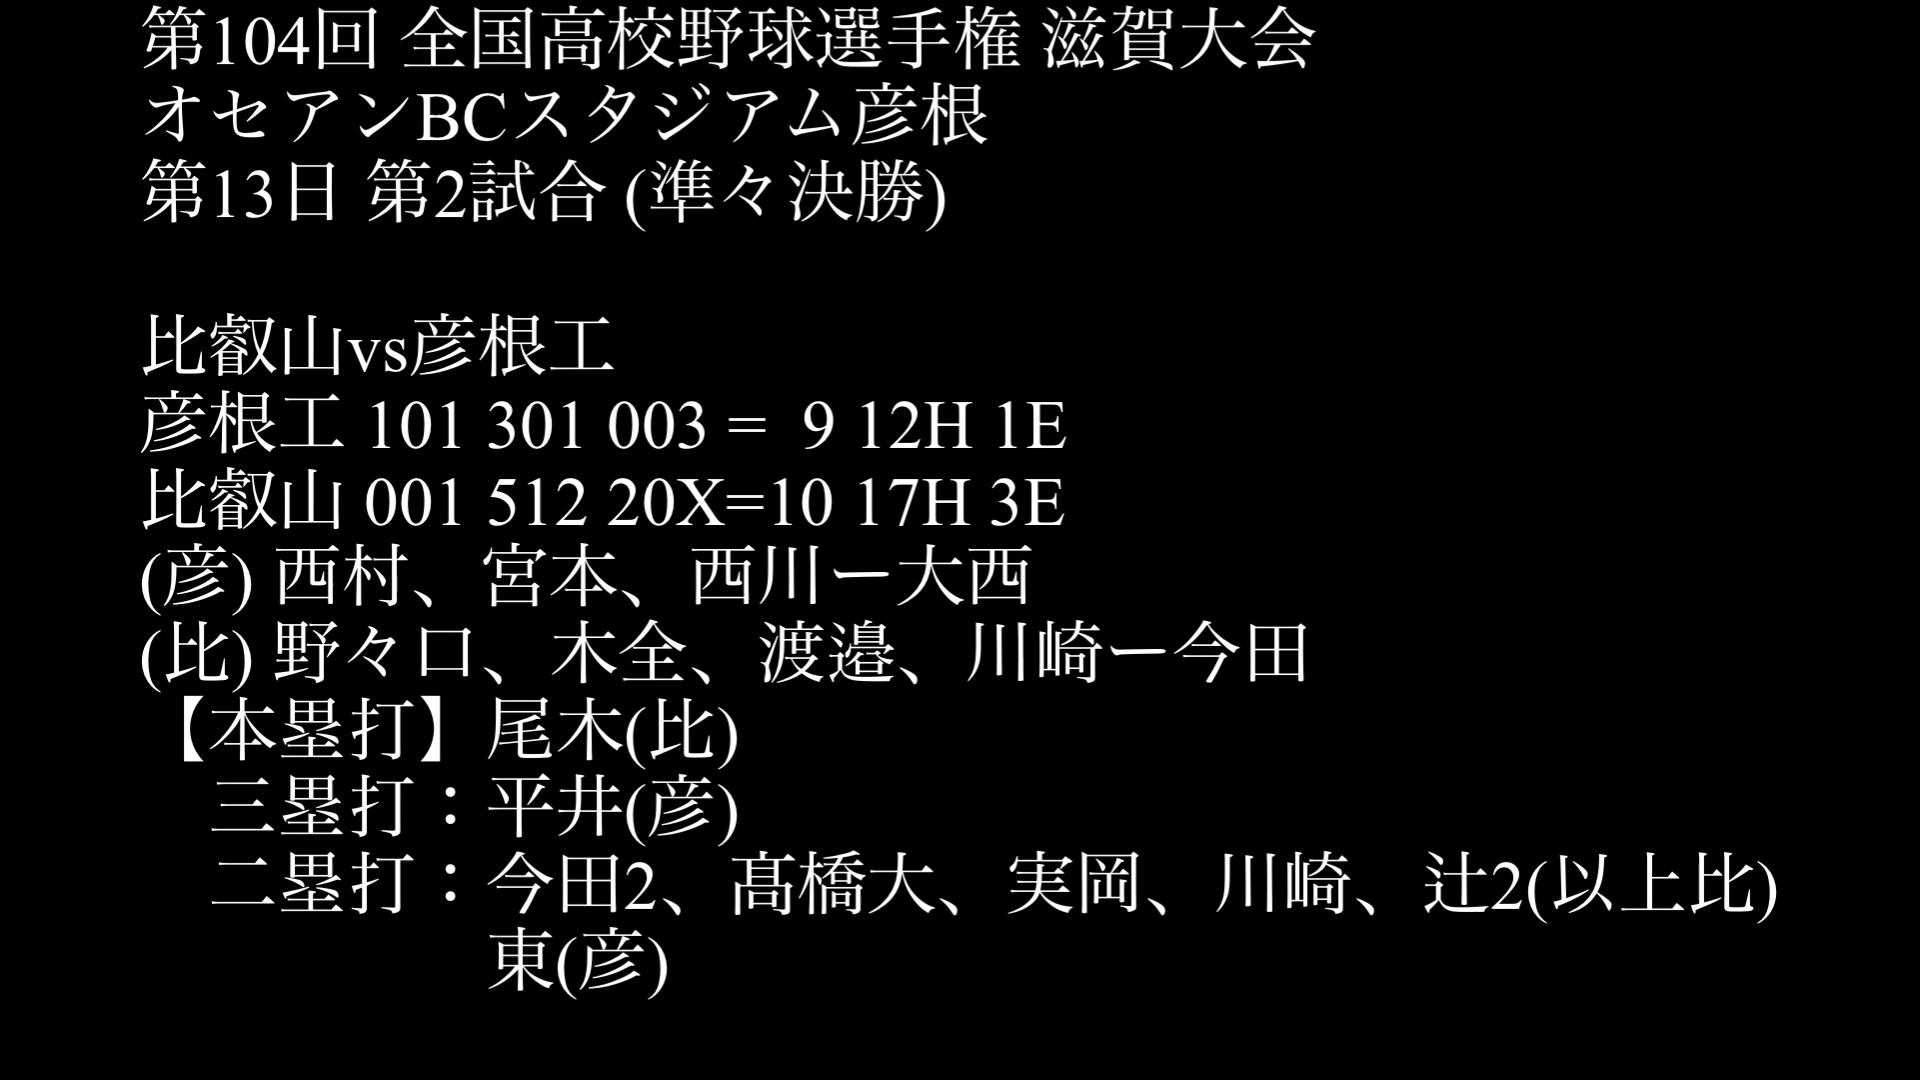 第104回 全国高校野球選手権 滋賀大会
オセアンBCスタジアム彦根
第13日 第2試合 (準々決勝)
比叡山vs彦根工
彦根工 101 301 003 =  9 12H 1E
比叡山 001 512 20X=10 17H 3E
(彦) 西村、宮本、西川ー大西
(比) 野々口、木全、渡邉、川崎ー今田
【本塁打】尾木(比)
三塁打：平井(彦)
二塁打：今田2、髙橋大、実岡、川崎、辻2(以上比)
東(彦)